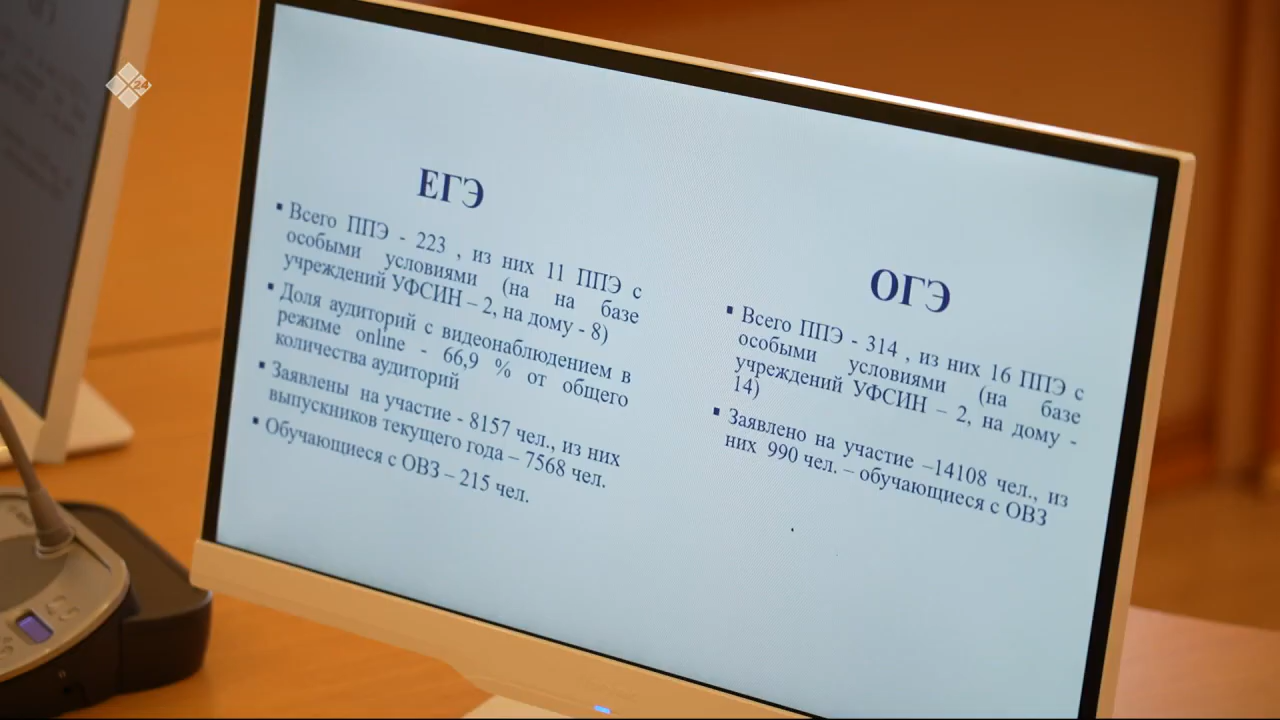 24
ЕГЭ
▪ Всего ППЭ - 223 , из них 11 ППЭ с
особыми условиями (на на базе
учреждений УФСИН – 2, на дому - 8)
▪ Доля аудиторий с видеонаблюдением в
режиме online - 66,9 % от общего
количества аудиторий
▪ Заявлены на участие - 8157 чел., из них
выпускников текущего года – 7568 чел.
▪ Обучающиеся с ОВЗ – 215 чел.
ОГЭ
▪ Всего ППЭ - 314 , из них 16 ППЭ с
особыми условиями (на базе
учреждений УФСИН – 2, на дому -
14)
▪ Заявлено на участие –14108 чел., из
них 990 чел. – обучающиеся с ОВЗ